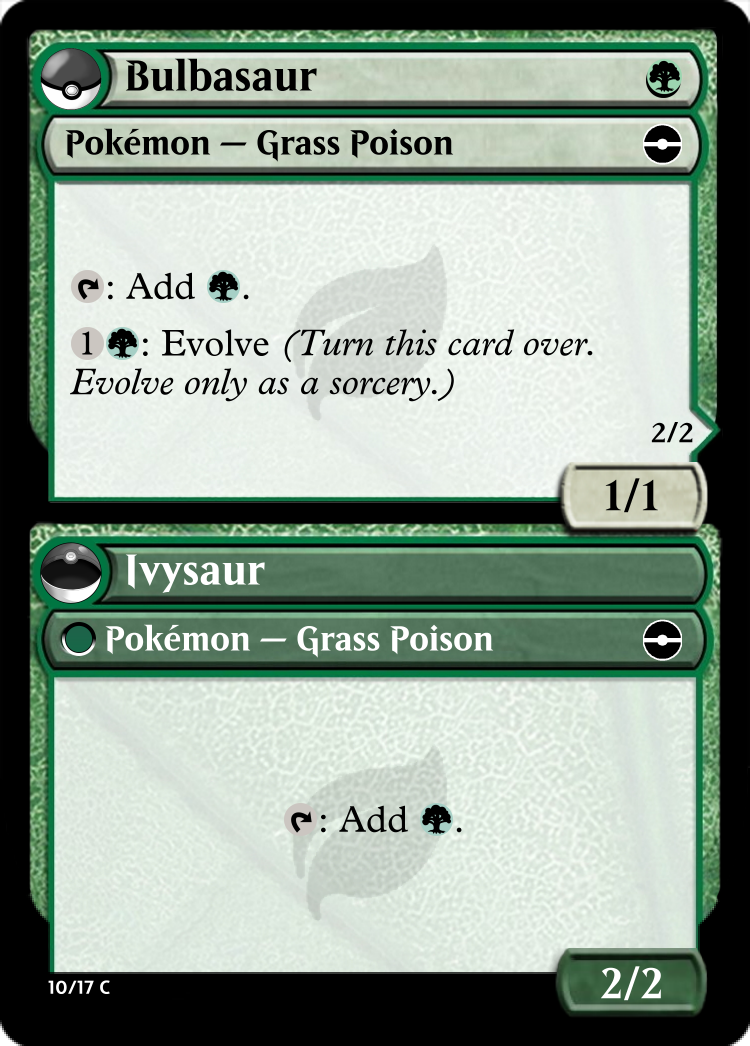 Bulbasaur
Pokémon — Grass Poison
: Add .
1: Evolve (Turn this card over.
Evolve only as a sorcery.)
2/2
1/1
Ivysaur
Pokémon — Grass Poison
: Add .
10/17 C
2/2